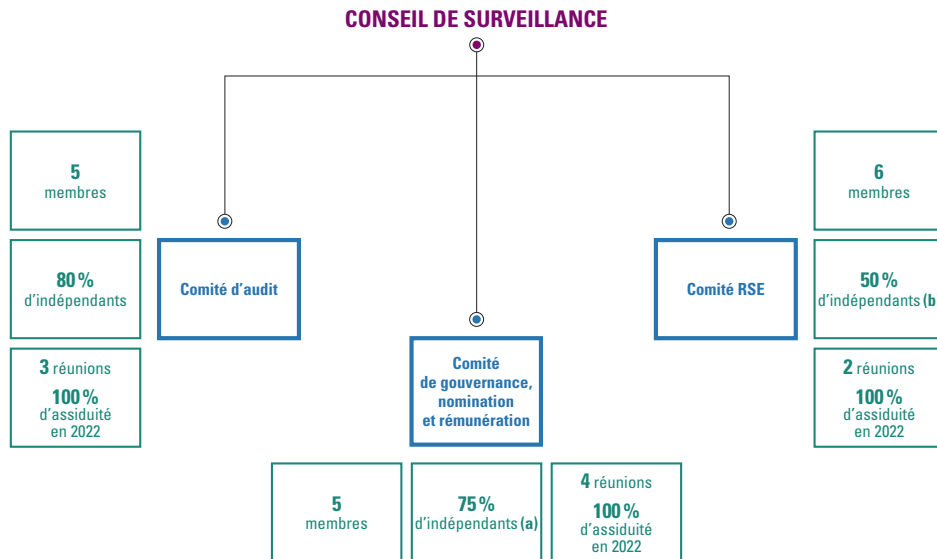 CONSEIL DE SURVEILLANCE
5
membres
80 %
d'indépendants
3 réunions
100 %
d'assiduité
en 2022
Comité d'audit
Comité
de gouvernance,
nomination
et rémunération
5
membres
75 %
d'indépendants (a)
4 réunions
100 %
d'assiduité
en 2022
Comité RSE
6
membres
50 %
d'indépendants (b
2 réunions
100 %
d'assiduité
en 2022